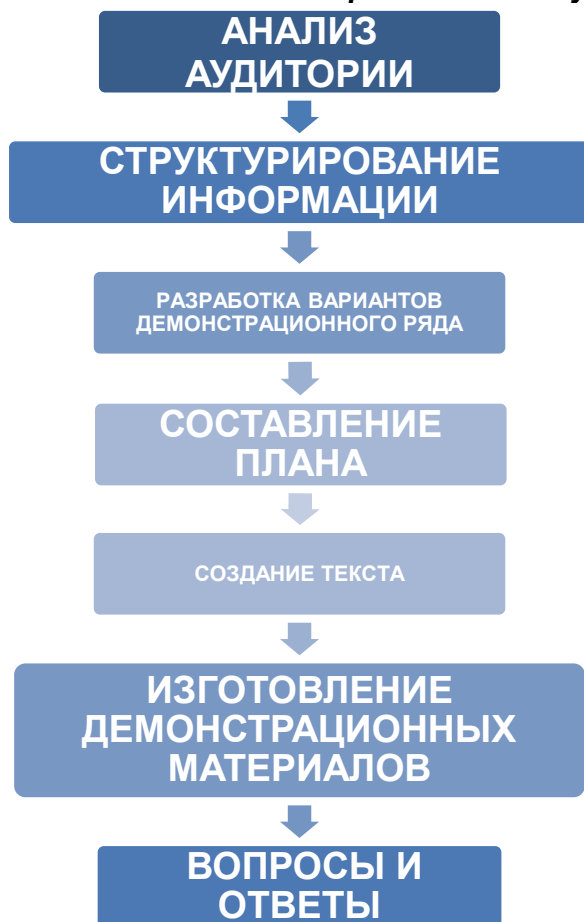 АНАЛИЗ
АУДИТОРИИ
СТРУКТУРИРОВАНИЕ
ИНФОРМАЦИИ
РАЗРАБОТКА ВАРИАНТОВ
ДЕМОНСТРАЦИОННОГО РЯДА
СОСТАВЛЕНИЕ
ПЛАНА
СОЗДАНИЕ ТЕКСТА
ИЗГОТОВЛЕНИЕ
ДЕМОНСТРАЦИОННЫХ
МАТЕРИАЛОВ
ВОПРОСЫ И
ОТВЕТЫ